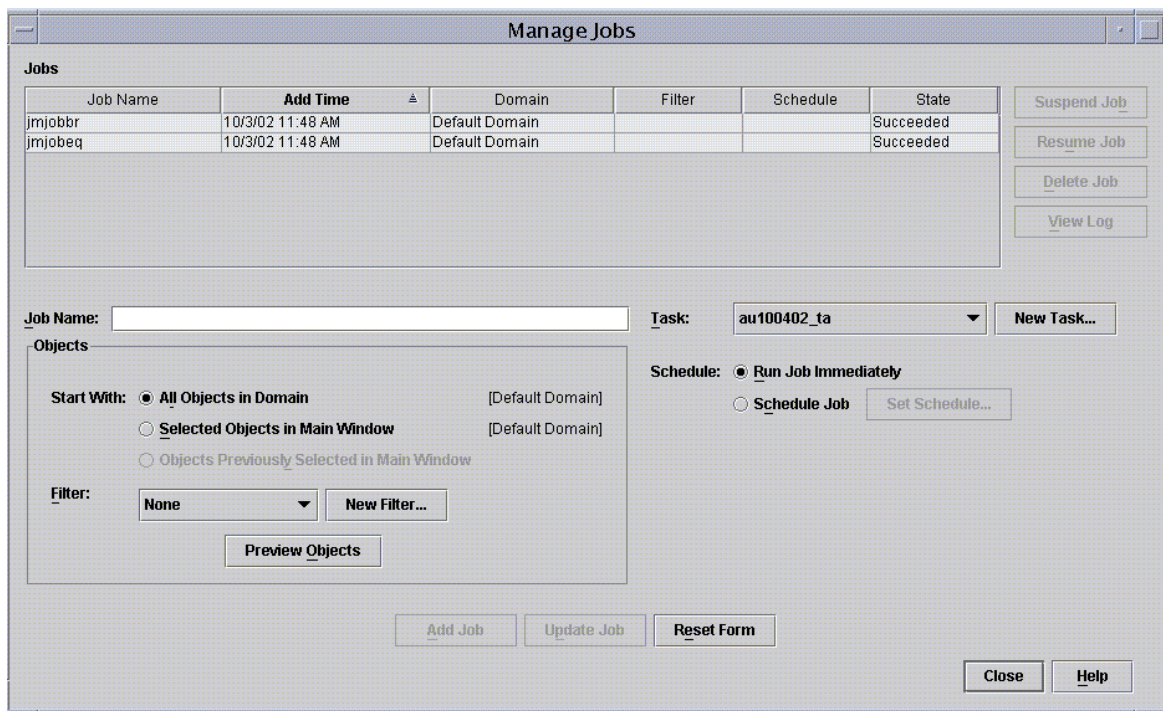 Manage Jobs
Jobs
Job Name Add Time Domain Filter Schedule State
jmjobbr 10/3/02 11:48 AM Default Domain Succeeded
jmjobeq 10/3/02 11:48 AM Default Domain Succeeded
Suspend Job
Resume Job
Delete Job
View Log
Job Name:
Task: au100402_ta New Task...
Objects
Start With: All Objects in Domain [Default Domain]
Selected Objects in Main Window [Default Domain]
Objects Previously Selected in Main Window
Filter: None New Filter...
Preview Objects
Schedule: Run Job Immediately
Schedule Job Set Schedule...
Add Job Update Job Reset Form
Close Help